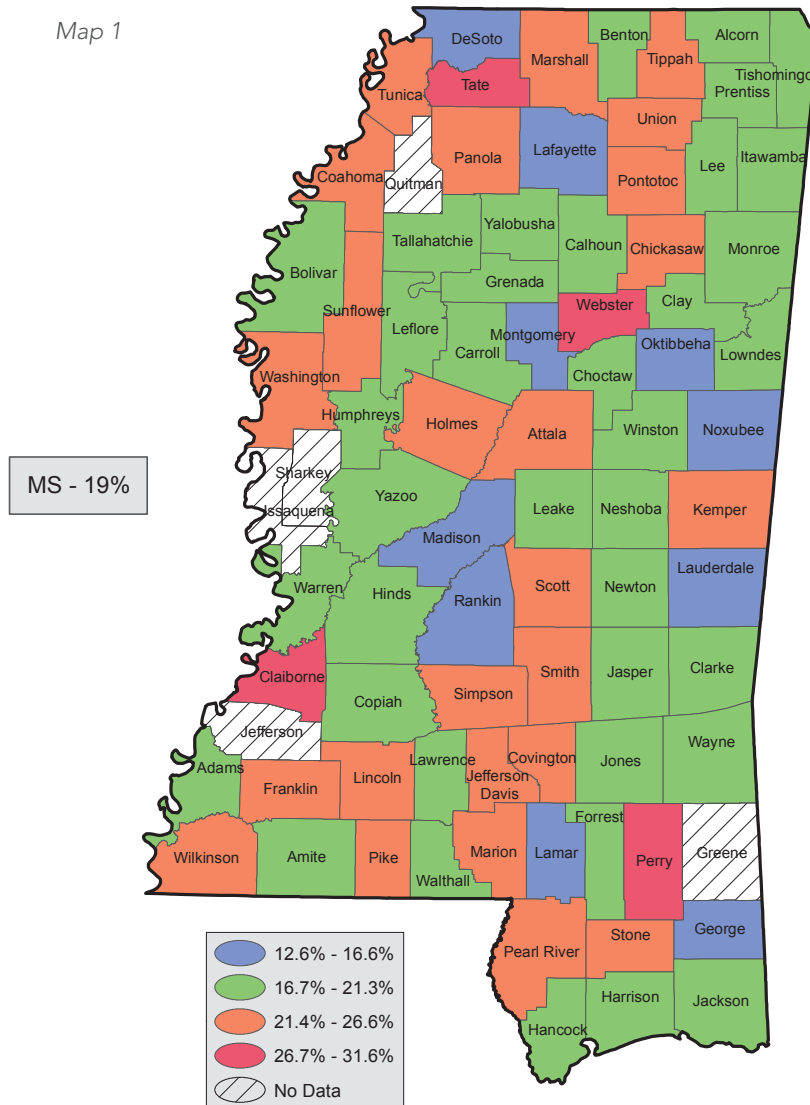 Map 1
DeSoto
Benton
Alcorn
Marshall
Tippah
Tishomingo
Prentiss
Tate
Tunica
Union
Panola
Lafayette
Itawamba
Lee
Coahoma
Quitman
Pontotoc
Yalobusha
Tallahatchie
Calhoun
Chickasaw
Monroe
Bolivar
Grenada
Sunflower
Webster
Clay
Leflore
Montgomery
Oktibbeha
Carroll
Lowndes
Washington
Choctaw
Humphreys
Holmes
Attala
Winston
Noxubee
MS - 19%
Sharkey
Yazoo
Issaquena
Leake
Neshoba
Kemper
Madison
Lauderdale
Warren
Hinds
Rankin
Scott
Newton
Claiborne
Copiah
Simpson
Smith
Jasper
Clarke
Jefferson
Wayne
Adams
Lawrence
Covington
Jones
Franklin
Lincoln
Jefferson
Davis
Forrest
Wilkinson
Amite
Pike
Marion
Lamar
Perry
Greene
Walthall
George
Pearl River
Stone
Harrison
Jackson
Hancock
12.6% - 16.6%
16.7% - 21.3%
21.4% - 26.6%
26.7% - 31.6%
No Data